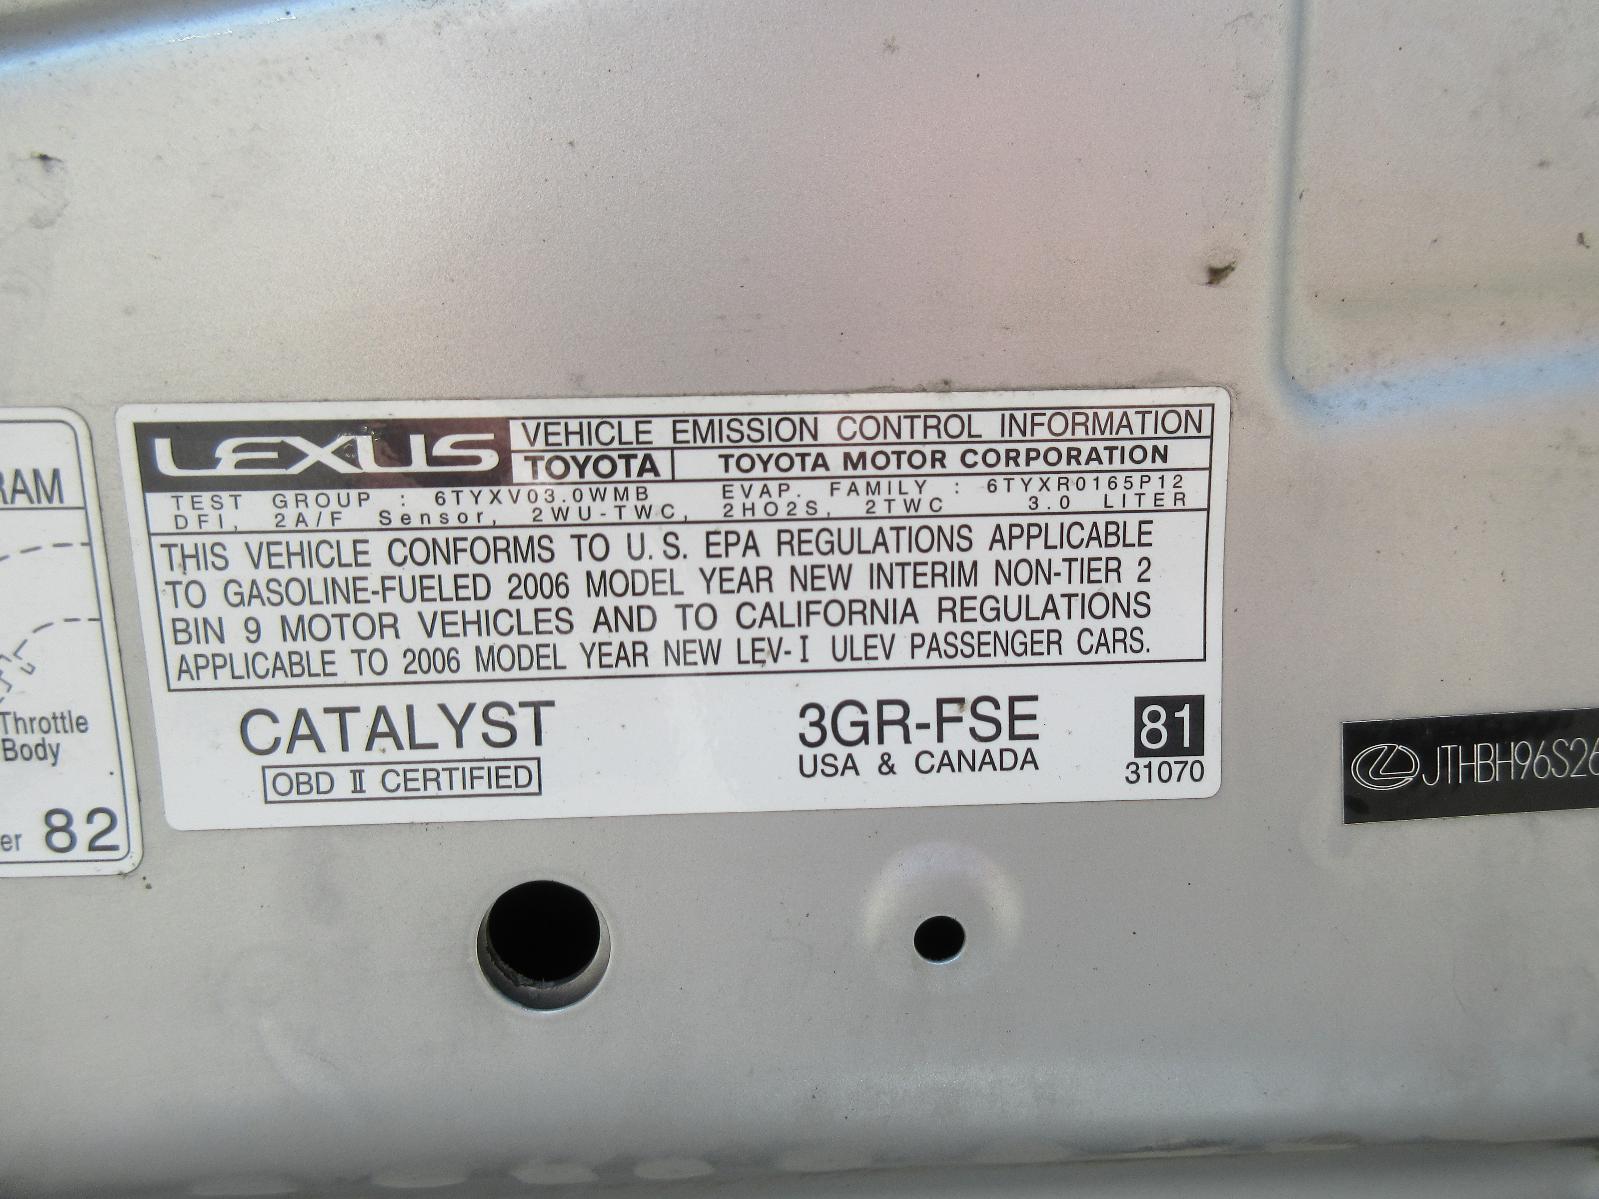 RAM
Throttle
Body
er 82
LEXUS
VEHICLE EMISSION CONTROL INFORMATION
TOYOTA TOYOTA MOTOR CORPORATION
TEST GROUP : 6TYXV03.0WMB EVAP. FAMILY : 6TYXR0165P12
DFI, 2A/F Sensor, 2WU-TWC, 2HO2S, 2TWC 3.0 LITER
THIS VEHICLE CONFORMS TO U.S. EPA REGULATIONS APPLICABLE
TO GASOLINE-FUELED 2006 MODEL YEAR NEW INTERIM NON-TIER 2
BIN 9 MOTOR VEHICLES AND TO CALIFORNIA REGULATIONS
APPLICABLE TO 2006 MODEL YEAR NEW LEV-I ULEV PASSENGER CARS.
CATALYST
OBD II CERTIFIED
3GR-FSE
USA & CANADA
81
31070
JTHBH96S26